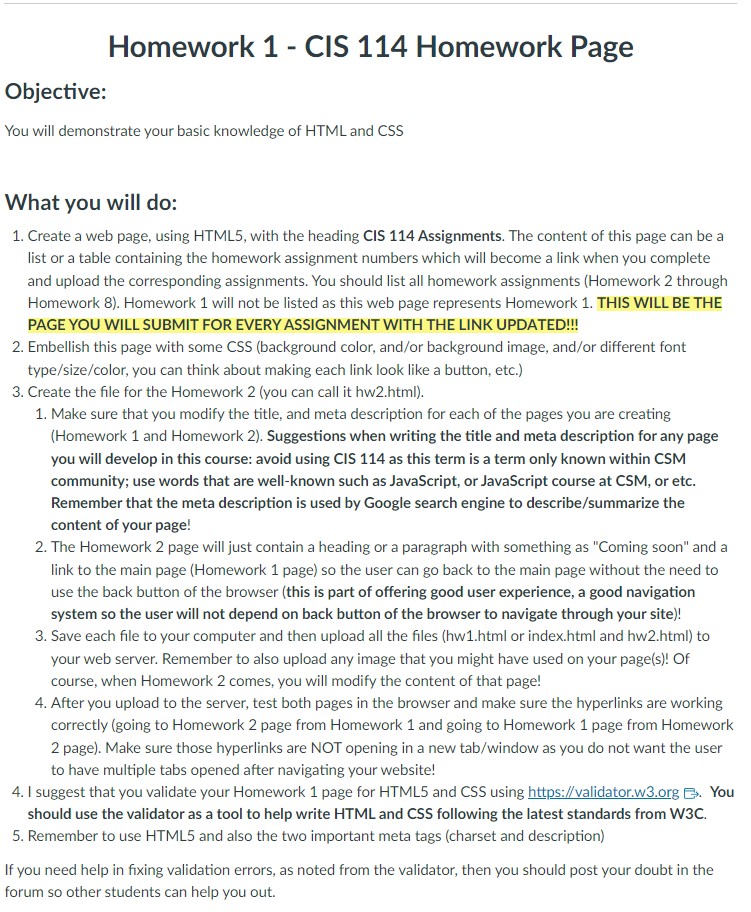 Homework 1 - CIS 114 Homework Page
Objective:
You will demonstrate your basic knowledge of HTML and CSS
What you will do:
1. Create a web page, using HTML5, with the heading CIS 114 Assignments. The content of this page can be a
list or a table containing the homework assignment numbers which will become a link when you complete
and upload the corresponding assignments. You should list all homework assignments (Homework 2 through
Homework 8). Homework 1 will not be listed as this web page represents Homework 1. THIS WILL BE THE
PAGE YOU WILL SUBMIT FOR EVERY ASSIGNMENT WITH THE LINK UPDATED!!!
2. Embellish this page with some CSS (background color, and/or background image, and/or different font
type/size/color, you can think about making each link look like a button, etc.)
3. Create the file for the Homework 2 (you can call it hw2.html).
1. Make sure that you modify the title, and meta description for each of the pages you are creating
(Homework 1 and Homework 2). Suggestions when writing the title and meta description for any page
you will develop in this course: avoid using CIS 114 as this term is a term only known within CSM
community; use words that are well-known such as JavaScript, or JavaScript course at CSM, or etc.
Remember that the meta description is used by Google search engine to describe/summarize the
content of your page!
2. The Homework 2 page will just contain a heading or a paragraph with something as "Coming soon" and a
link to the main page (Homework 1 page) so the user can go back to the main page without the need to
use the back button of the browser (this is part of offering good user experience, a good navigation
system so the user will not depend on back button of the browser to navigate through your site)!
3. Save each file to your computer and then upload all the files (hw1.html or index.html and hw2.html) to
your web server. Remember to also upload any image that you might have used on your page(s)! Of
course, when Homework 2 comes, you will modify the content of that page!
4. After you upload to the server, test both pages in the browser and make sure the hyperlinks are working
correctly (going to Homework 2 page from Homework 1 and going to Homework 1 page from Homework
2 page). Make sure those hyperlinks are NOT opening in a new tab/window as you do not want the user
to have multiple tabs opened after navigating your website!
4. I suggest that you validate your Homework 1 page for HTML5 and CSS using https://validator.w3.org. You
should use the validator as a tool to help write HTML and CSS following the latest standards from W3C.
5. Remember to use HTML5 and also the two important meta tags (charset and description)
If you need help in fixing validation errors, as noted from the validator, then you should post your doubt in the
forum so other students can help you out.